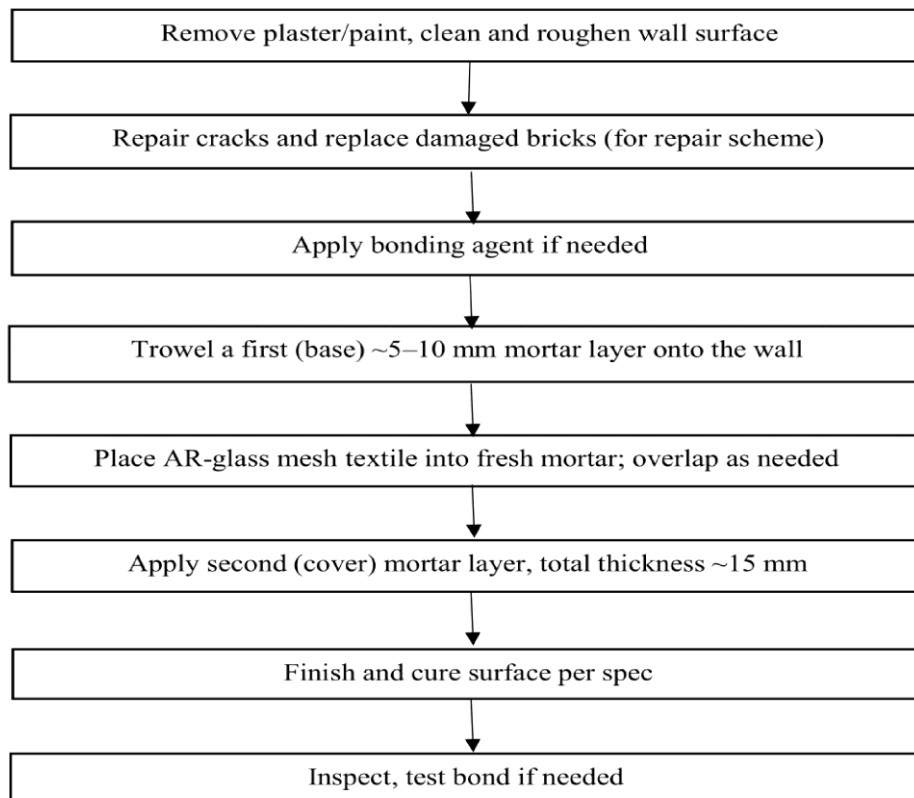 Remove plaster/paint, clean and roughen wall surface
Repair cracks and replace damaged bricks (for repair scheme)
Apply bonding agent if needed
Trowel a first (base) ~5–10 mm mortar layer onto the wall
Place AR-glass mesh textile into fresh mortar; overlap as needed
Apply second (cover) mortar layer, total thickness ~15 mm
Finish and cure surface per spec
Inspect, test bond if needed